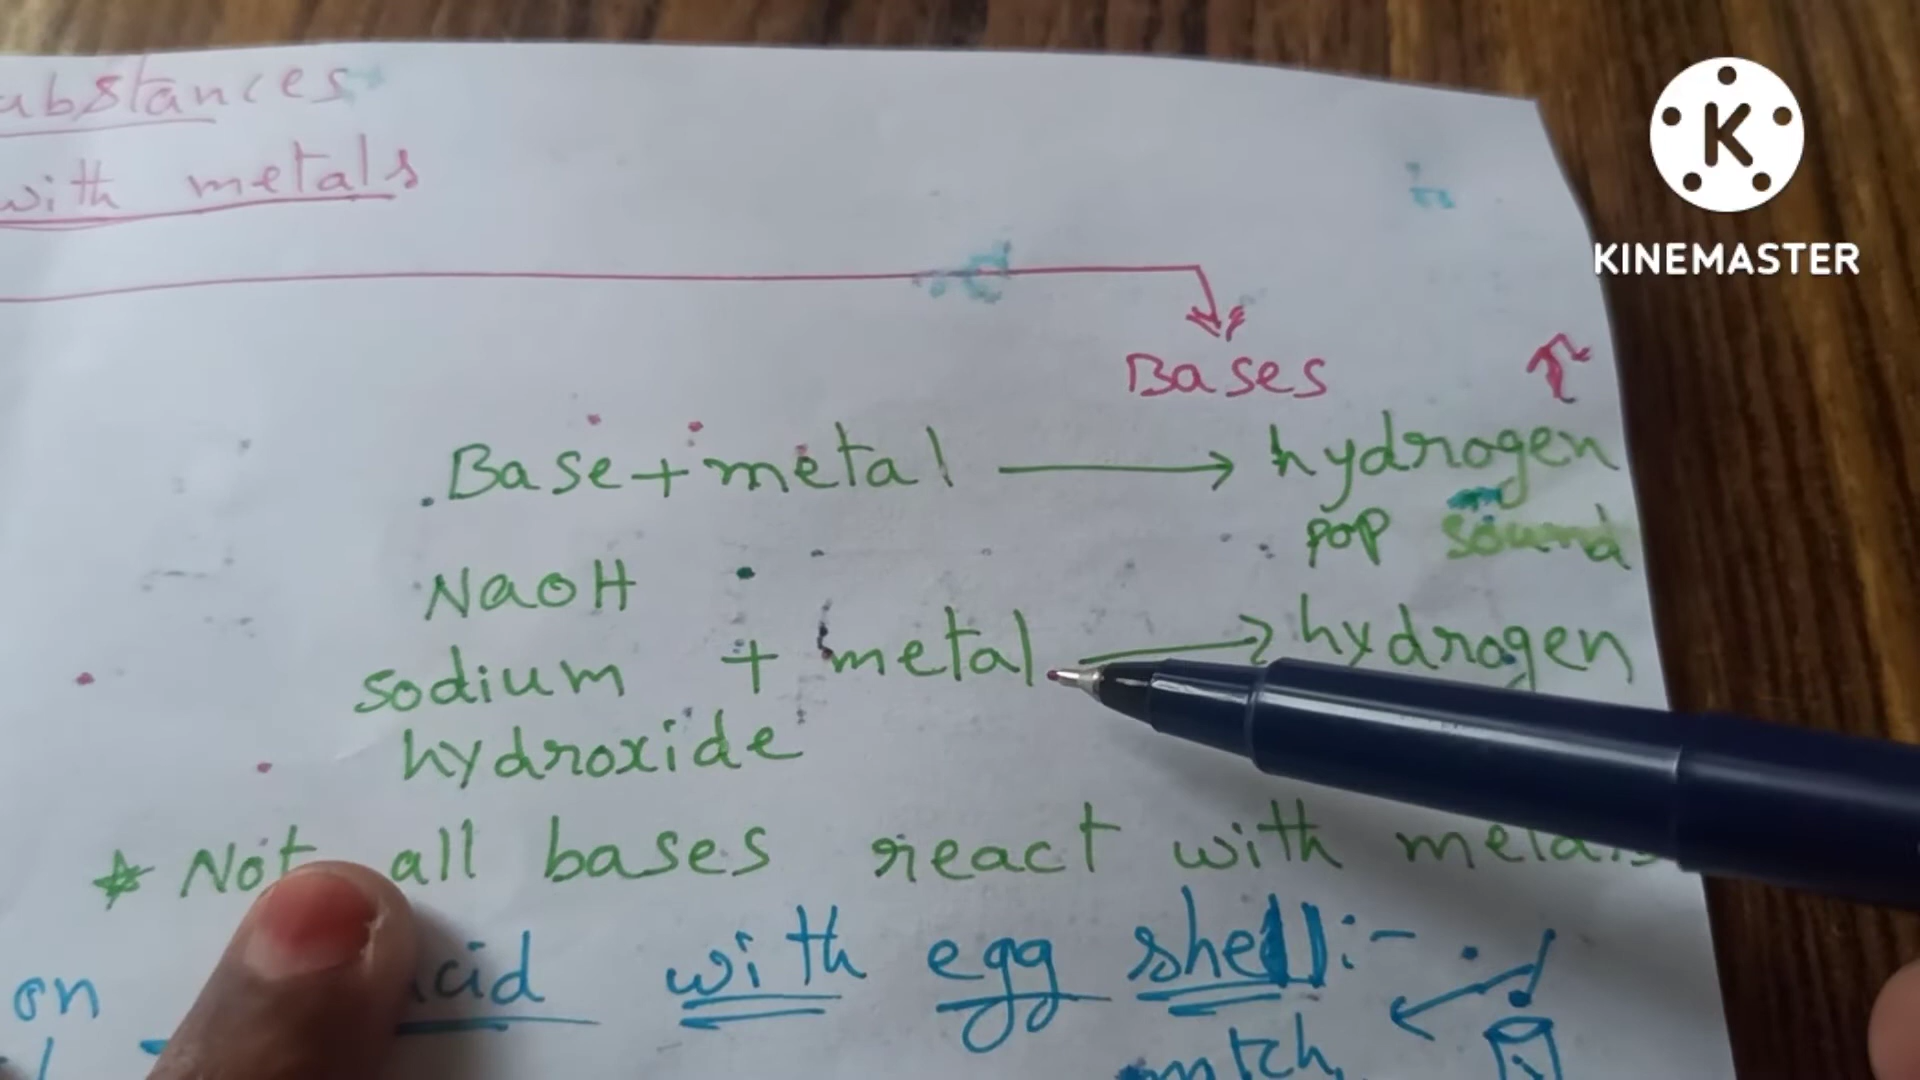 ubstances
with metals
K
KINEMASTER
Bases
Base + metal → hydrogen
pop sound
NaOH
sodium + metal → hydrogen
hydroxide
★ Not all bases react with metals
on acid with egg shell:-